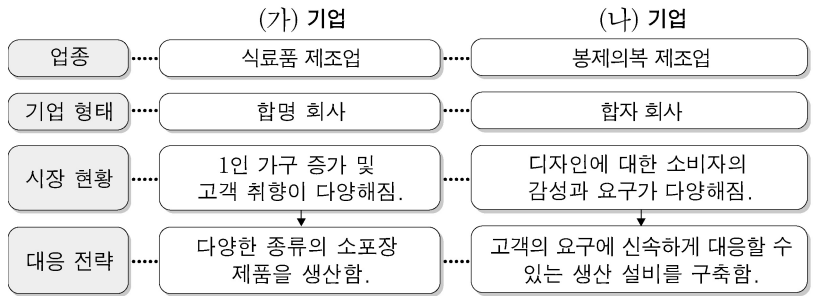 (가) 기업
(나) 기업
업종
식료품 제조업
봉제의복 제조업
기업 형태
합명 회사
합자 회사
시장 현황
1인 가구 증가 및
고객 취향이 다양해짐.
디자인에 대한 소비자의
감성과 요구가 다양해짐.
대응 전략
다양한 종류의 소포장
제품을 생산함.
고객의 요구에 신속하게 대응할 수
있는 생산 설비를 구축함.